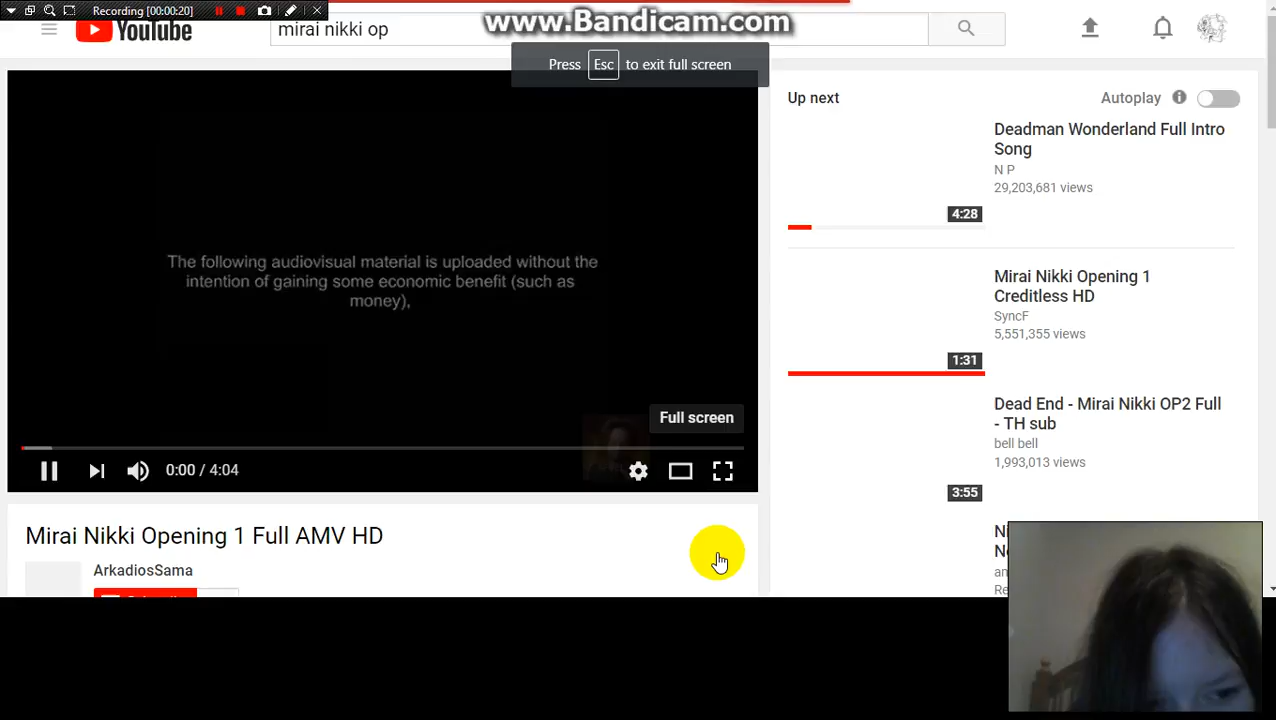 Recording [00:00:20]
www.Bandicam.com
YouTube
mirai nikki op
Press Esc to exit full screen
The following audiovisual material is uploaded without the
intention of gaining some economic benefit (such as
money),
Full screen
0:00 / 4:04
Mirai Nikki Opening 1 Full AMV HD
ArkadiosSama
Up next
Autoplay
Deadman Wonderland Full Intro
Song
N P
29,203,681 views
4:28
Mirai Nikki Opening 1
Creditless HD
SyncF
5,551,355 views
1:31
Dead End - Mirai Nikki OP2 Full
- TH sub
bell bell
1,993,013 views
3:55